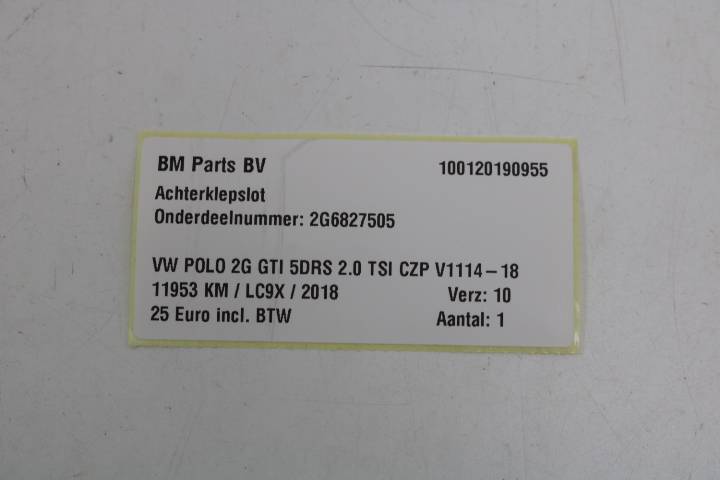 BM Parts BV 100120190955
Achterklepslot
Onderdeelnummer: 2G6827505
VW POLO 2G GTI 5DRS 2.0 TSI CZP V1114-18
11953 KM / LC9X / 2018 Verz: 10
25 Euro incl. BTW Aantal: 1